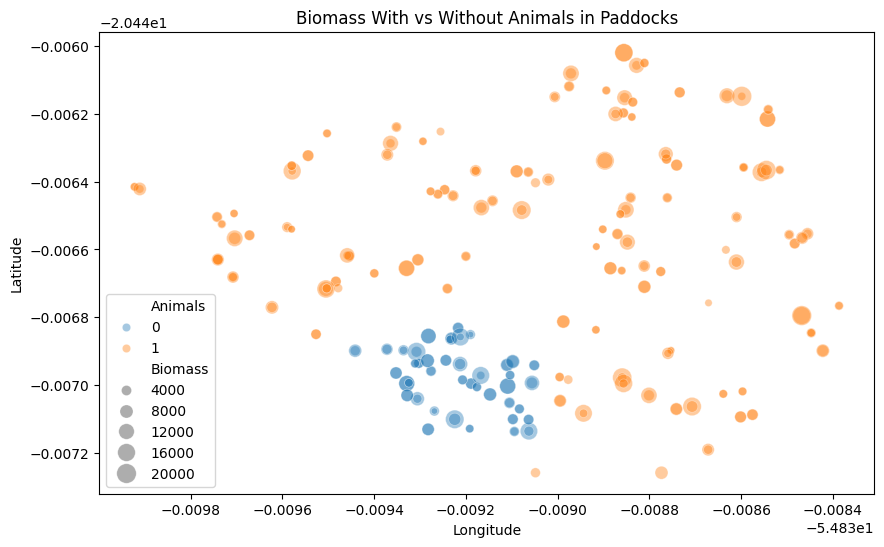 Biomass With vs Without Animals in Paddocks
−2.044e1
−0.0060
−0.0062
−0.0064
−0.0066
−0.0068
−0.0070
−0.0072
Latitude
Animals
0
1
Biomass
4000
8000
12000
16000
20000
−0.0098 −0.0096 −0.0094 −0.0092 −0.0090 −0.0088 −0.0086 −0.0084
Longitude
−5.483e1